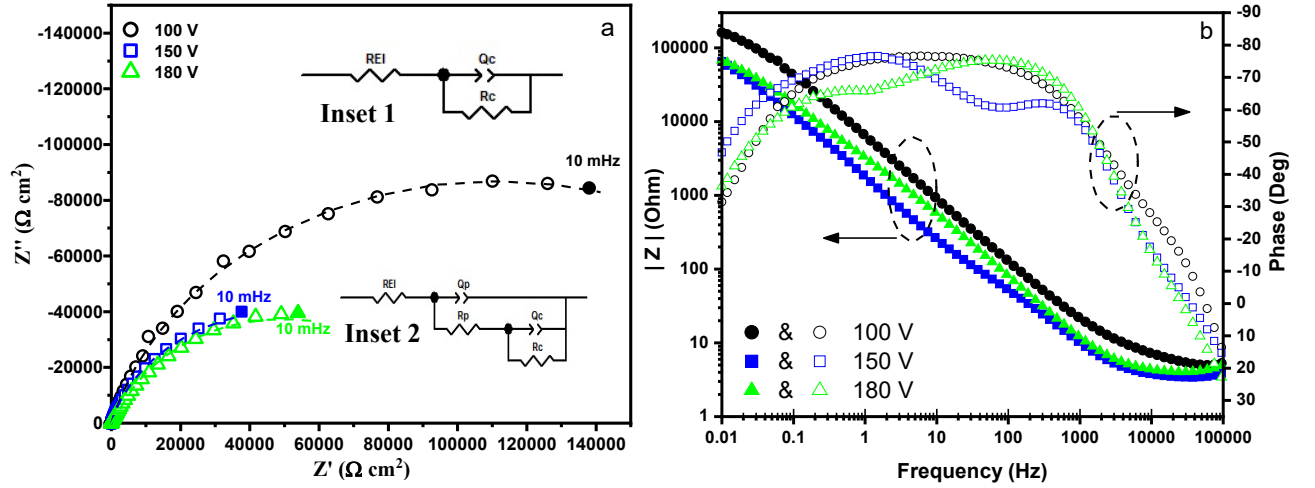 a
-140000
-120000
-100000
-80000
-60000
-40000
-20000
0
Z'' (Ω cm²)
100 V
150 V
180 V
REl
Qc
Rc
Inset 1
10 mHz
10 mHz
10 mHz
Inset 2
REl
Qp
Rp
Qc
Rc
0 20000 40000 60000 80000 100000 120000 140000
Z' (Ω cm²)
b
100000
10000
1000
100
10
1
| Z | (Ohm)
& 100 V
& 150 V
& 180 V
0.01 0.1 1 10 100 1000 10000 100000
Frequency (Hz)
-90
-80
-70
-60
-50
-40
-30
-20
-10
0
10
20
30
Phase (Deg)